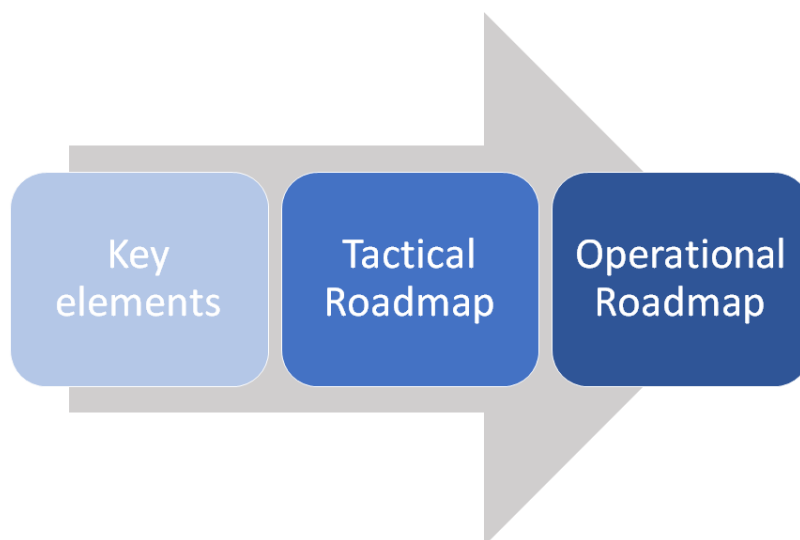 Key
elements
Tactical
Roadmap
Operational
Roadmap